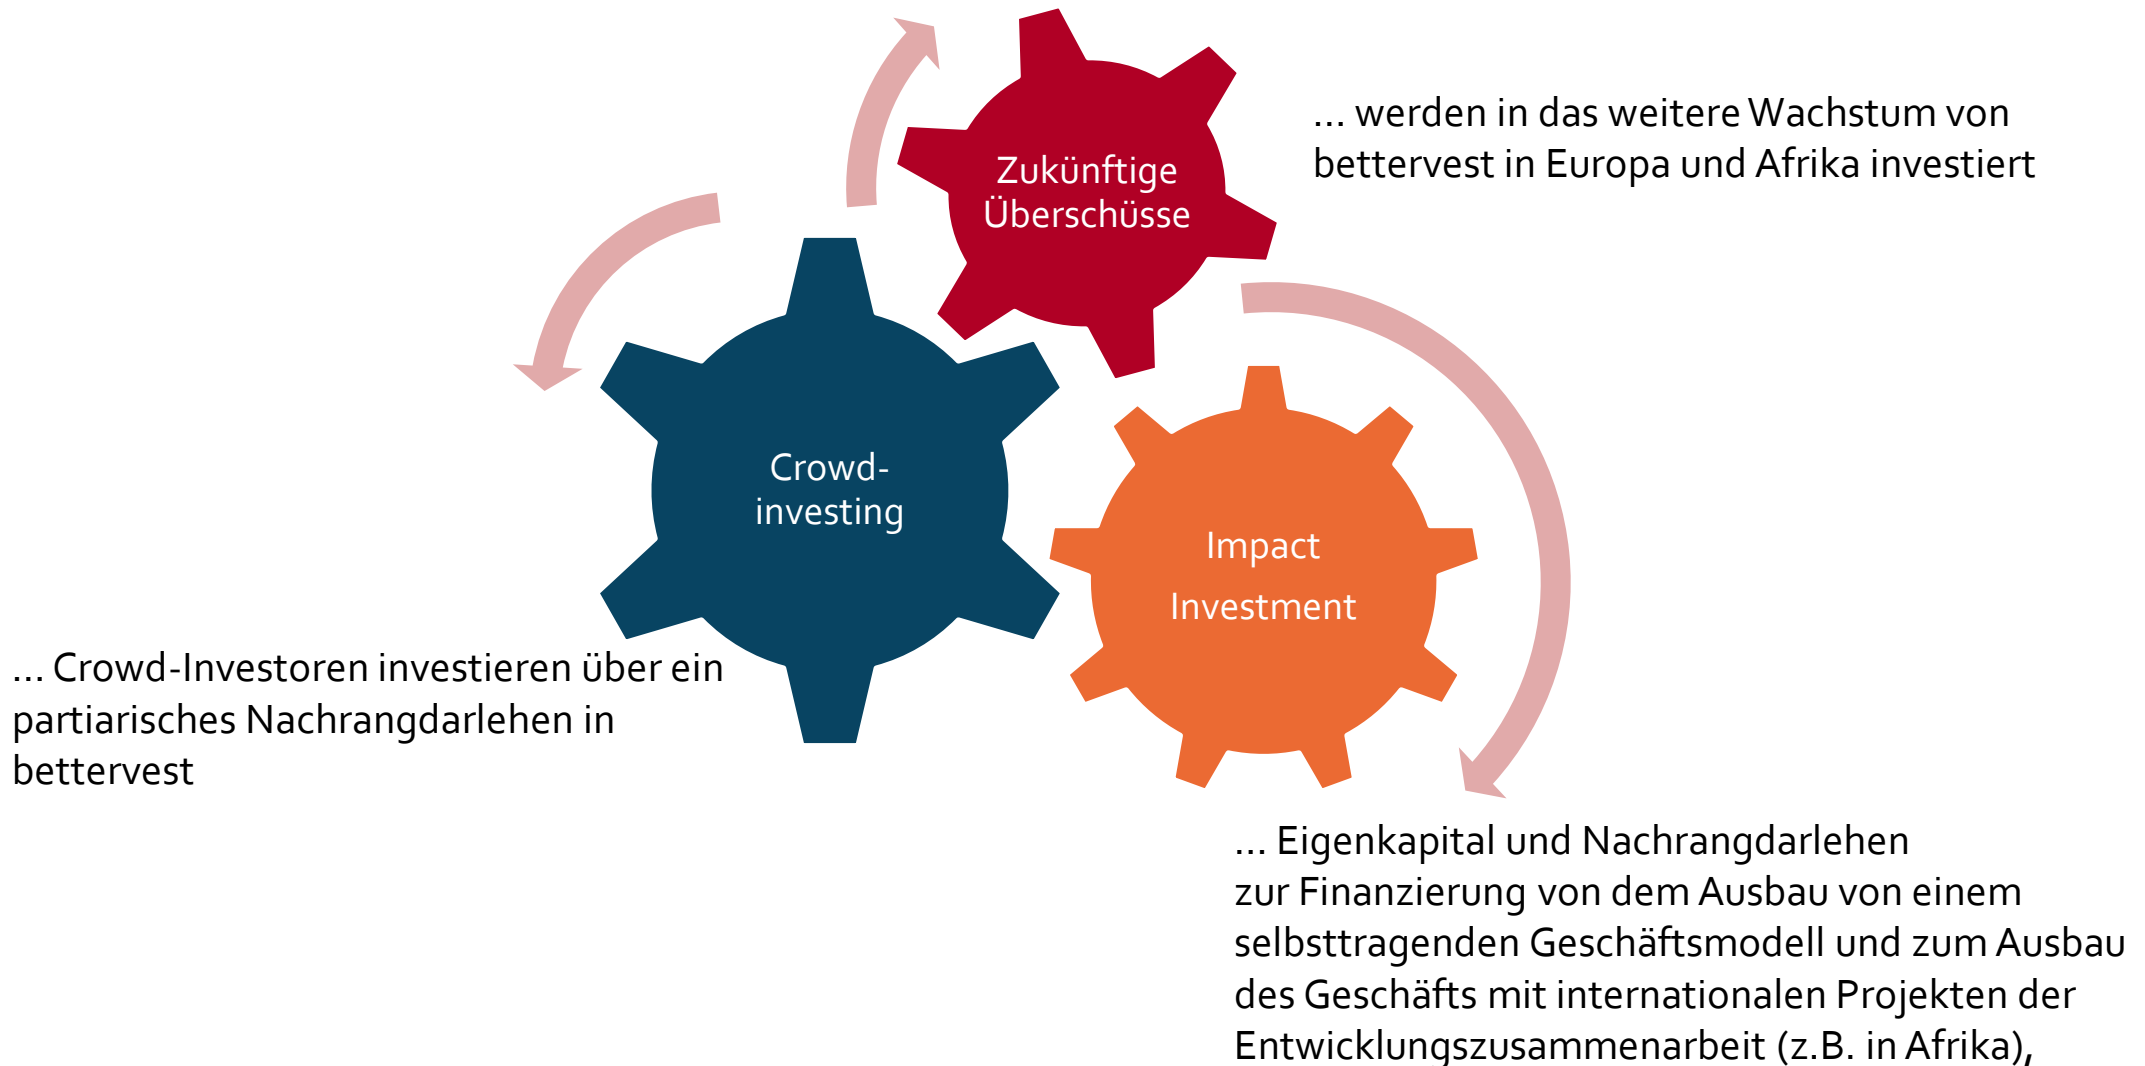 ... werden in das weitere Wachstum von
bettervest in Europa und Afrika investiert
Zukünftige
Überschüsse
Crowd-
investing
Impact
Investment
... Crowd-Investoren investieren über ein
partiarisches Nachrangdarlehen in
bettervest
... Eigenkapital und Nachrangdarlehen
zur Finanzierung von dem Ausbau von einem
selbsttragenden Geschäftsmodell und zum Ausbau
des Geschäfts mit internationalen Projekten der
Entwicklungszusammenarbeit (z.B. in Afrika),